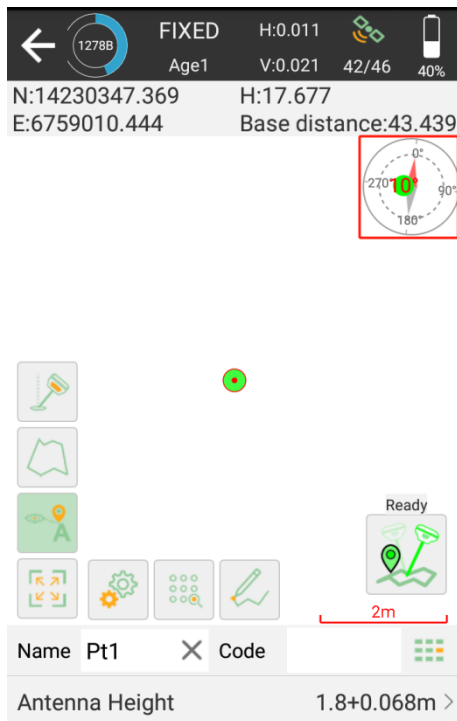 1278B
FIXED H:0.011
Age1 V:0.021 42/46 40%
N:14230347.369 H:17.677
E:6759010.444 Base distance:43.439
0°
270° 10° 90°
180°
A
Ready
2m
Name Pt1 Code
Antenna Height 1.8+0.068m